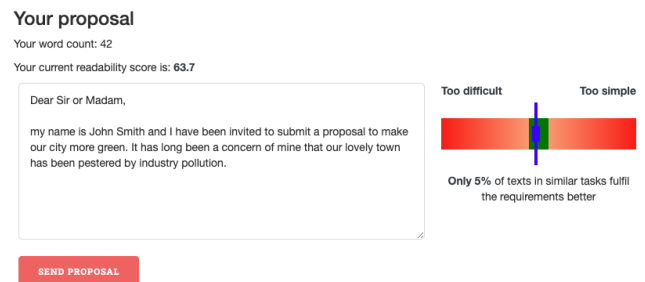 Your proposal
Your word count: 42
Your current readability score is: 63.7
Dear Sir or Madam,
my name is John Smith and I have been invited to submit a proposal to make
our city more green. It has long been a concern of mine that our lovely town
has been pestered by industry pollution.
Too difficult Too simple
Only 5% of texts in similar tasks fulfil
the requirements better
SEND PROPOSAL